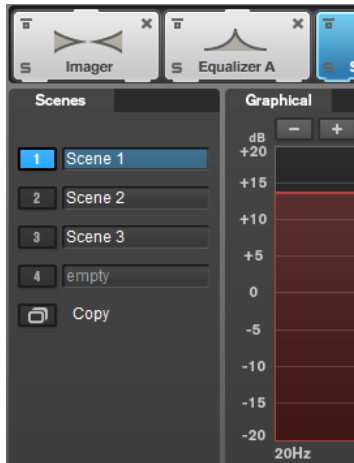 S Imager
S Equalizer A
S
Scenes
Graphical
dB
1 Scene 1
2 Scene 2
3 Scene 3
4 empty
Copy
+20
+15
+10
+5
0
-5
-10
-15
-20
20Hz